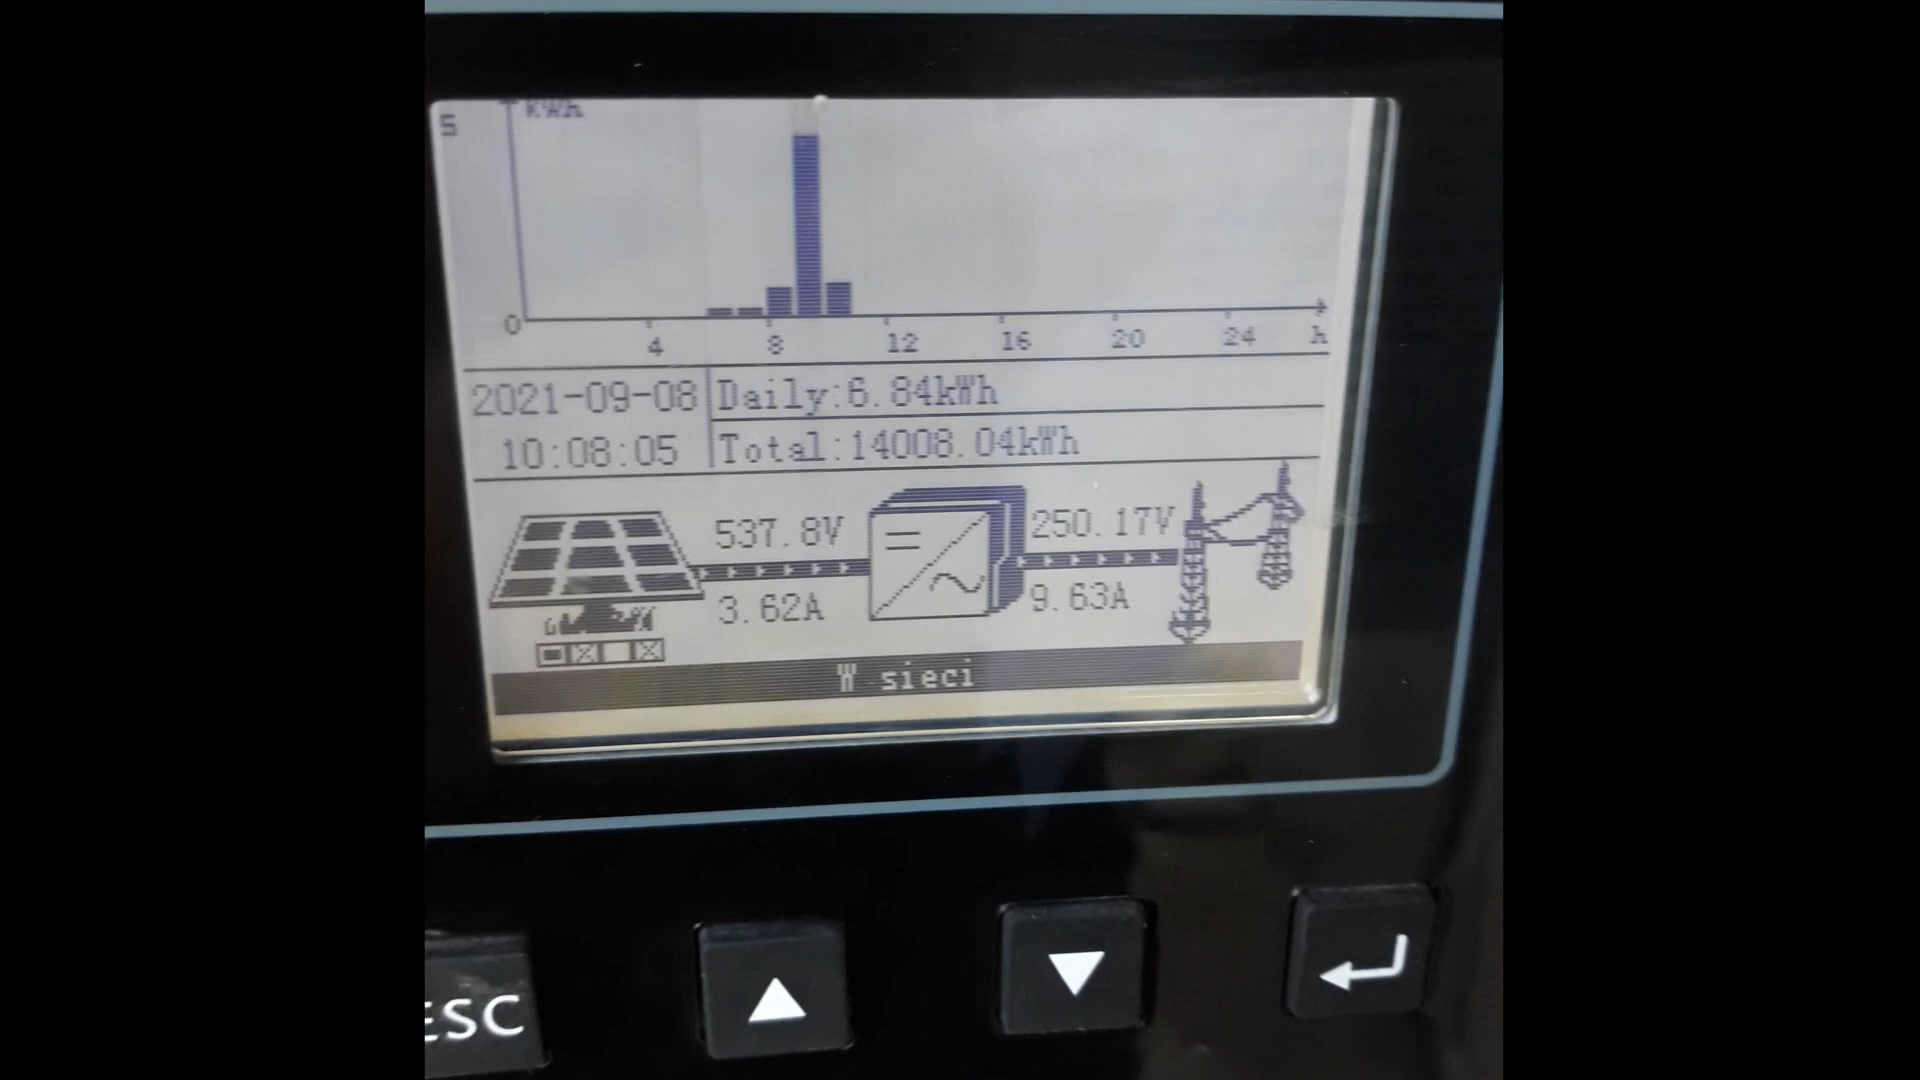 kWh
5
0
4 8 12 16 20 24 h
2021-09-08
Daily:6.84kWh
10:08:05
Total:14008.04kWh
537.8V
250.17V
3.62A
9.63A
W sieci
ESC